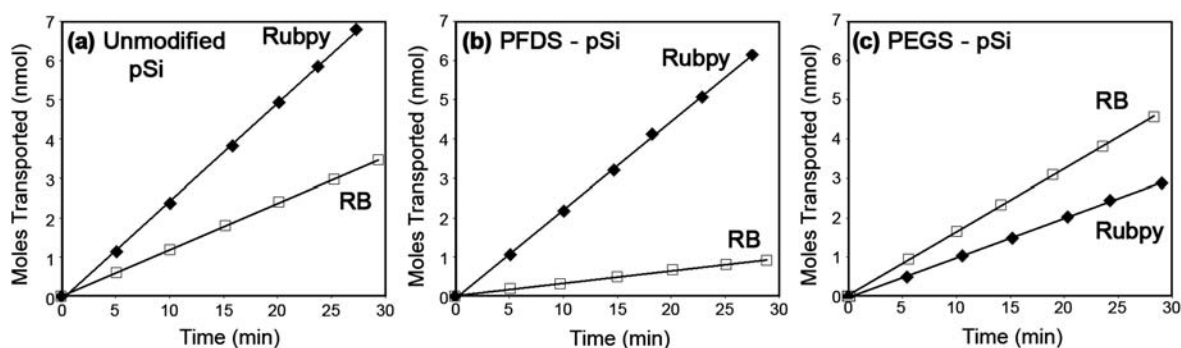 (a) Unmodified
pSi
Rubpy
RB
Moles Transported (nmol)
7
6
5
4
3
2
1
0
0 5 10 15 20 25 30
Time (min)
(b) PFDS - pSi
Rubpy
RB
Moles Transported (nmol)
7
6
5
4
3
2
1
0
0 5 10 15 20 25 30
Time (min)
(c) PEGS - pSi
RB
Rubpy
Moles Transported (nmol)
7
6
5
4
3
2
1
0
0 5 10 15 20 25 30
Time (min)